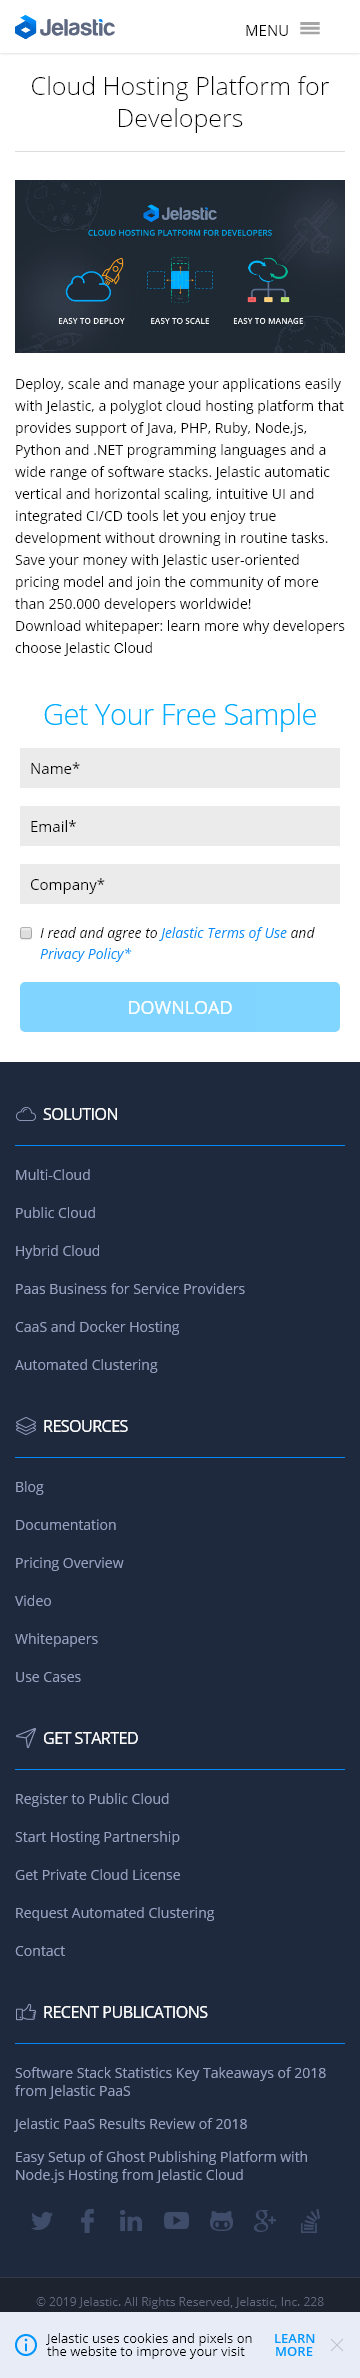 Jelastic
MENU
Cloud Hosting Platform for
Developers
Jelastic
CLOUD HOSTING PLATFORM FOR DEVELOPERS
EASY TO DEPLOY
EASY TO SCALE
EASY TO MANAGE
Deploy, scale and manage your applications easily
with Jelastic, a polyglot cloud hosting platform that
provides support of Java, PHP, Ruby, Node.js,
Python and .NET programming languages and a
wide range of software stacks. Jelastic automatic
vertical and horizontal scaling, intuitive UI and
integrated CI/CD tools let you enjoy true
development without drowning in routine tasks.
Save your money with Jelastic user-oriented
pricing model and join the community of more
than 250.000 developers worldwide!
Download whitepaper: learn more why developers
choose Jelastic Cloud
Get Your Free Sample
Name*
Email*
Company*
I read and agree to Jelastic Terms of Use and
Privacy Policy*
DOWNLOAD
SOLUTION
Multi-Cloud
Public Cloud
Hybrid Cloud
Paas Business for Service Providers
CaaS and Docker Hosting
Automated Clustering
RESOURCES
Blog
Documentation
Pricing Overview
Video
Whitepapers
Use Cases
GET STARTED
Register to Public Cloud
Start Hosting Partnership
Get Private Cloud License
Request Automated Clustering
Contact
RECENT PUBLICATIONS
Software Stack Statistics Key Takeaways of 2018
from Jelastic PaaS
Jelastic PaaS Results Review of 2018
Easy Setup of Ghost Publishing Platform with
Node.js Hosting from Jelastic Cloud
© 2019 Jelastic. All Rights Reserved, Jelastic, Inc. 228
Jelastic uses cookies and pixels on
the website to improve your visit
LEARN
MORE